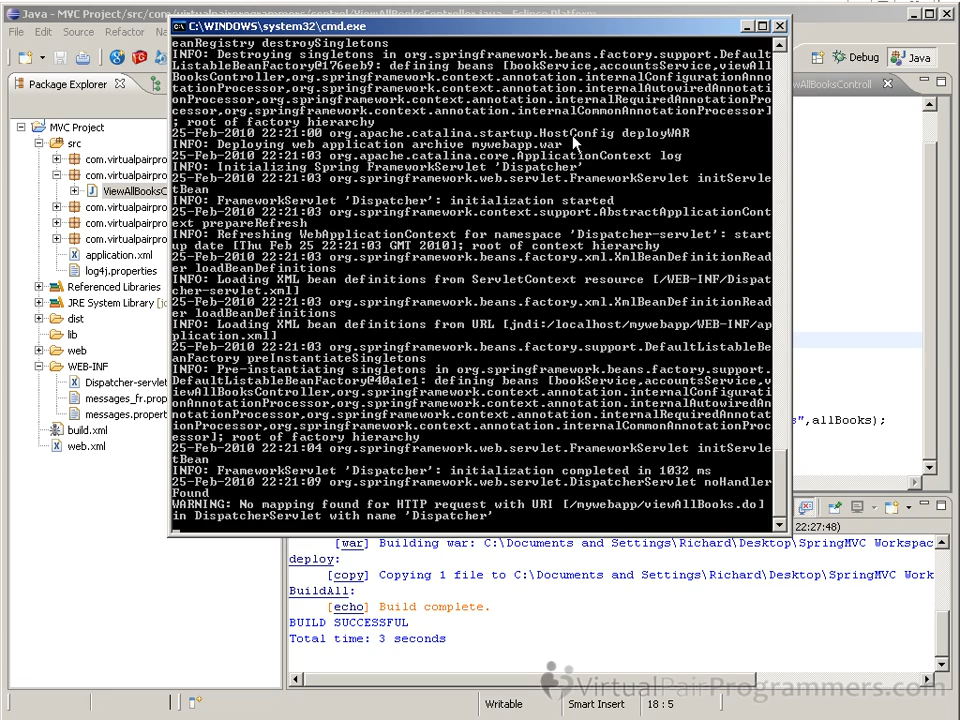 Java - MVC Project/src/com/virtualpairprogrammers/control/ViewAllBooksController.java - Eclipse Platform
C:\WINDOWS\system32\cmd.exe
File Edit Source Refactor
Debug
Java
Package Explorer
wAllBooksControll
MVC Project
src
com.virtualpairpro
com.virtualpairpro
ViewAllBooksC
com.virtualpairpro
com.virtualpairpro
com.virtualpairpro
application.xml
log4j.properties
Referenced Libraries
JRE System Library [jd
dist
lib
web
WEB-INF
Dispatcher-servlet
messages_fr.prop
messages.propert
build.xml
web.xml
eanRegistry destroySingletons
INFO: Destroying singletons in org.springframework.beans.factory.support.Default
ListableBeanFactory@176eeb9: defining beans [bookService,accountsService,viewAll
BooksController,org.springframework.context.annotation.internalConfigurationAnno
tationProcessor,org.springframework.context.annotation.internalAutowiredAnnotati
onProcessor,org.springframework.context.annotation.internalRequiredAnnotationPro
cessor,org.springframework.context.annotation.internalCommonAnnotationProcessor]
; root of factory hierarchy
25-Feb-2010 22:21:00 org.apache.catalina.startup.HostConfig deployWAR
INFO: Deploying web application archive mywebapp.war
25-Feb-2010 22:21:03 org.apache.catalina.core.ApplicationContext log
INFO: Initializing Spring FrameworkServlet 'Dispatcher'
25-Feb-2010 22:21:03 org.springframework.web.servlet.FrameworkServlet initServle
tBean
INFO: FrameworkServlet 'Dispatcher': initialization started
25-Feb-2010 22:21:03 org.springframework.context.support.AbstractApplicationCont
ext prepareRefresh
INFO: Refreshing WebApplicationContext for namespace 'Dispatcher-servlet': start
up date [Thu Feb 25 22:21:03 GMT 2010]; root of context hierarchy
25-Feb-2010 22:21:03 org.springframework.beans.factory.xml.XmlBeanDefinitionRead
er loadBeanDefinitions
INFO: Loading XML bean definitions from ServletContext resource [/WEB-INF/Dispat
cher-servlet.xml]
25-Feb-2010 22:21:03 org.springframework.beans.factory.xml.XmlBeanDefinitionRead
er loadBeanDefinitions
INFO: Loading XML bean definitions from URL [jndi:/localhost/mywebapp/WEB-INF/ap
plication.xml]
25-Feb-2010 22:21:03 org.springframework.beans.factory.support.DefaultListableBe
anFactory preInstantiateSingletons
INFO: Pre-instantiating singletons in org.springframework.beans.factory.support.
DefaultListableBeanFactory@40a1e1: defining beans [bookService,accountsService,v
iewAllBooksController,org.springframework.context.annotation.internalConfigurati
onAnnotationProcessor,org.springframework.context.annotation.internalAutowiredAn
notationProcessor,org.springframework.context.annotation.internalRequiredAnnotat
ionProcessor,org.springframework.context.annotation.internalCommonAnnotationProc
essor]; root of factory hierarchy
25-Feb-2010 22:21:04 org.springframework.web.servlet.FrameworkServlet initServle
tBean
INFO: FrameworkServlet 'Dispatcher': initialization completed in 1032 ms
25-Feb-2010 22:21:09 org.springframework.web.servlet.DispatcherServlet noHandler
Found
WARNING: No mapping found for HTTP request with URI [/mywebapp/viewAllBooks.do]
in DispatcherServlet with name 'Dispatcher'
s",allBooks);
22:27:48)
[war] Building war: C:\Documents and Settings\Richard\Desktop\SpringMVC Workspac
deploy:
[copy] Copying 1 file to C:\Documents and Settings\Richard\Desktop\SpringMVC Work
BuildAll:
[echo] Build complete.
BUILD SUCCESSFUL
Total time: 3 seconds
VirtualPairProgrammers.com
Writable
Smart Insert
18 : 5